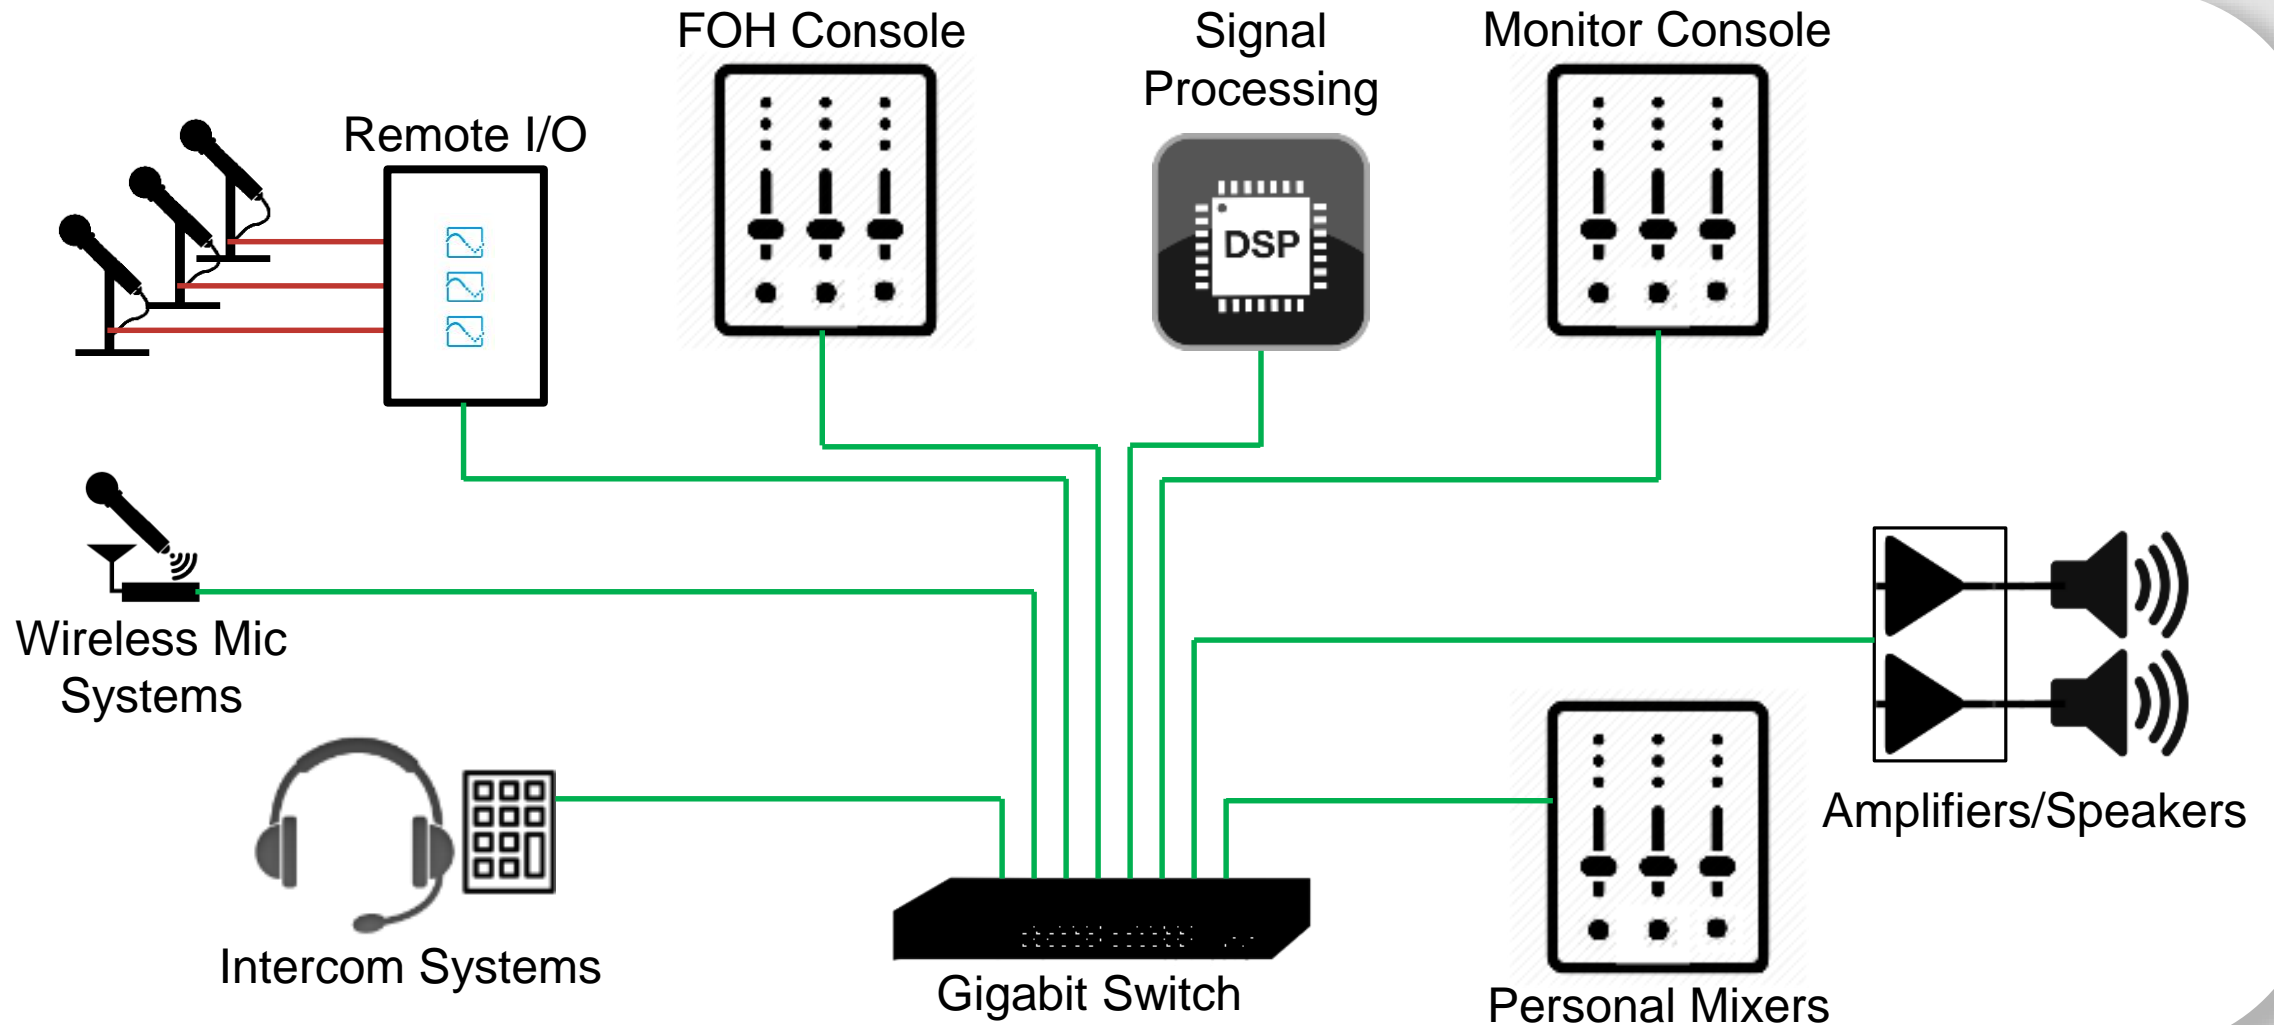 FOH Console
Signal
Processing
Monitor Console
Remote I/O
DSP
Wireless Mic
Systems
Amplifiers/Speakers
Intercom Systems
Gigabit Switch
Personal Mixers